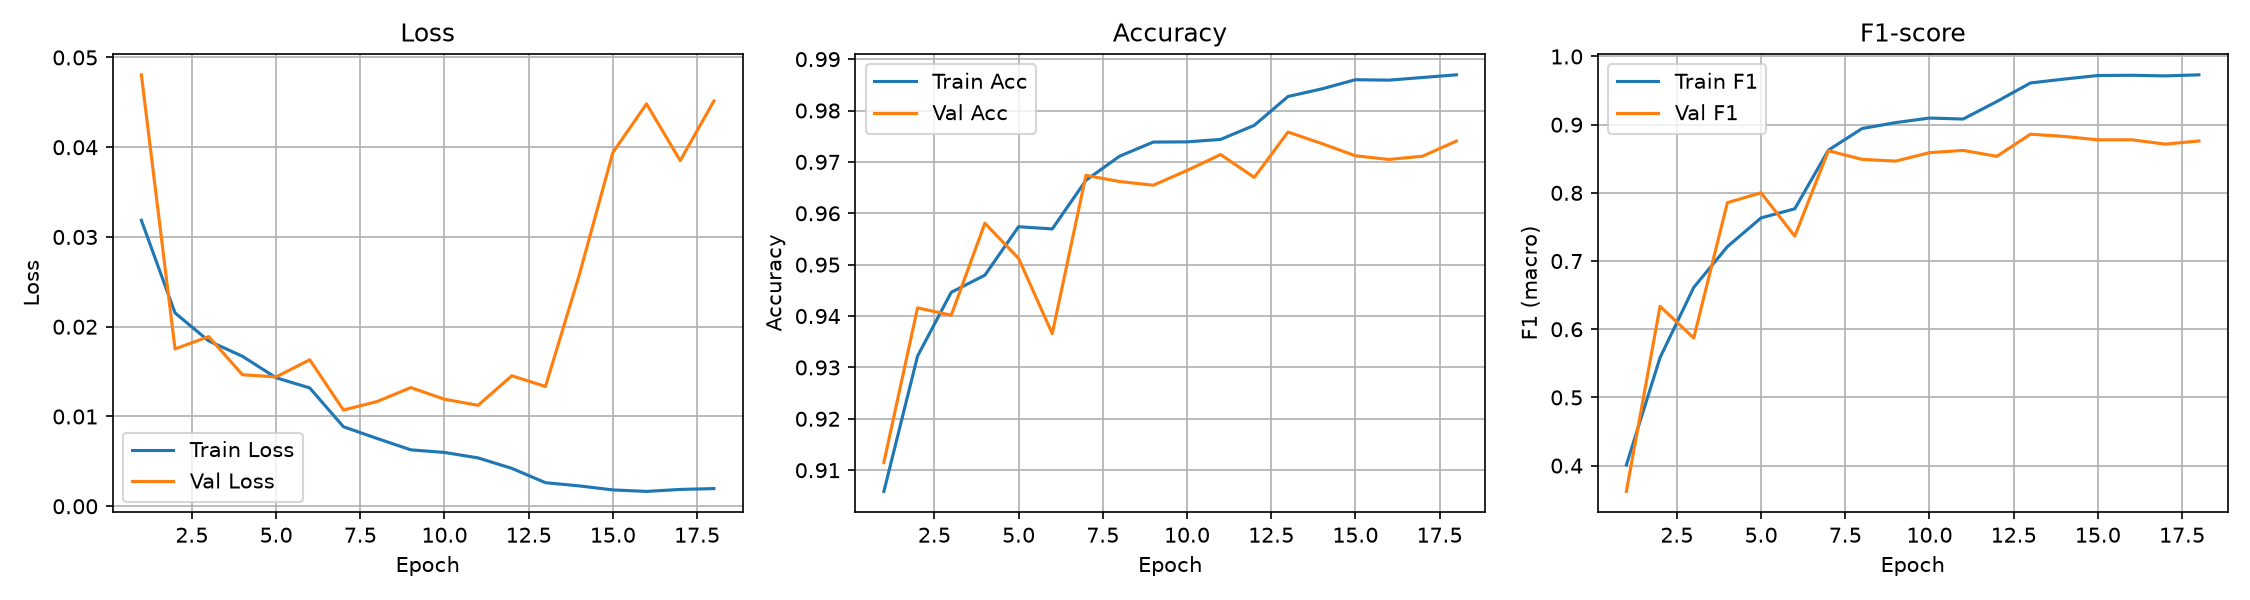 Loss
0.05
0.04
0.03
0.02
0.01
0.00
Loss
Train Loss
Val Loss
2.5 5.0 7.5 10.0 12.5 15.0 17.5
Epoch
Accuracy
0.99
0.98
0.97
0.96
0.95
0.94
0.93
0.92
0.91
Accuracy
Train Acc
Val Acc
2.5 5.0 7.5 10.0 12.5 15.0 17.5
Epoch
F1-score
1.0
0.9
0.8
0.7
0.6
0.5
0.4
F1 (macro)
Train F1
Val F1
2.5 5.0 7.5 10.0 12.5 15.0 17.5
Epoch